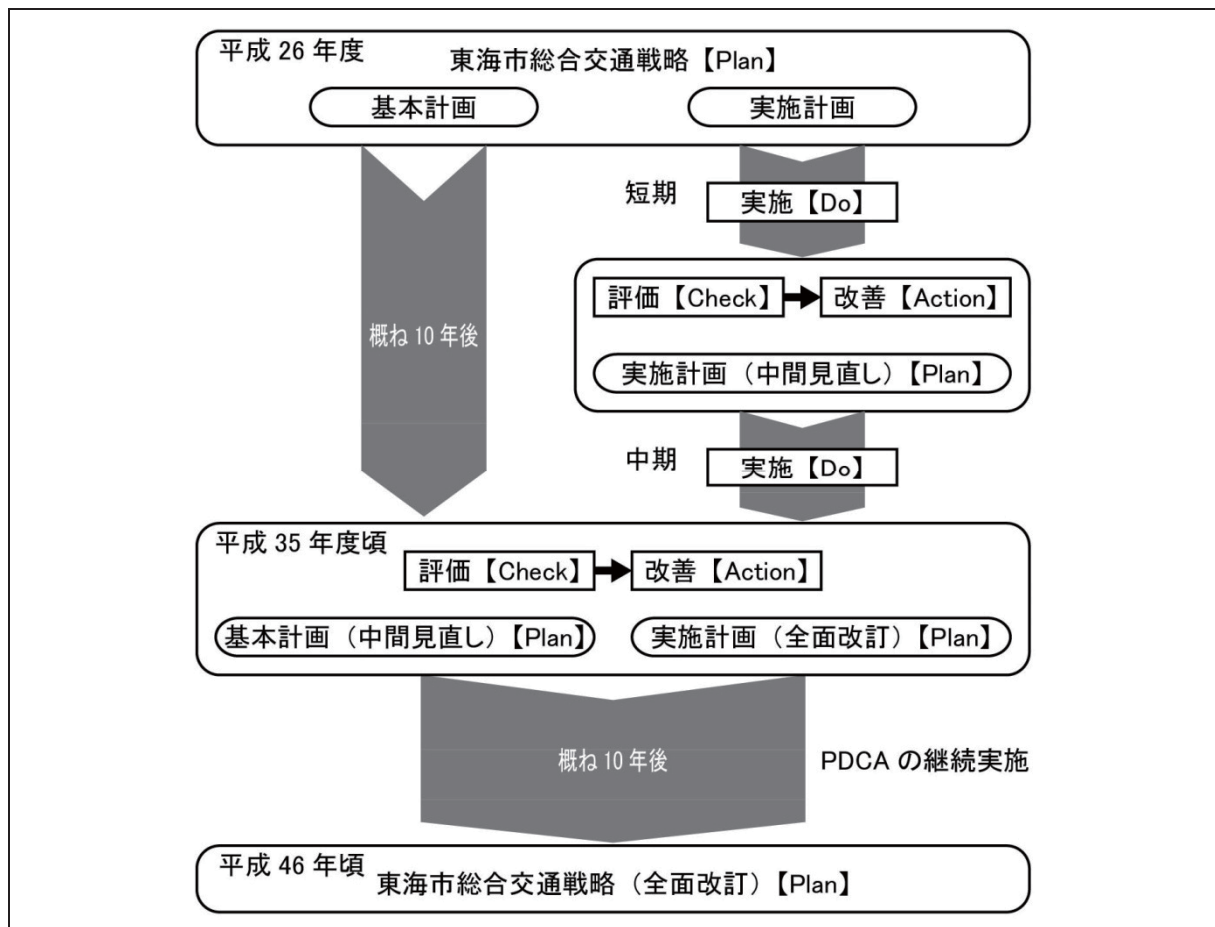 平成 26 年度
東海市総合交通戦略【Plan】
基本計画
実施計画
短期
実施【Do】
評価【Check】
改善【Action】
概ね 10 年後
実施計画（中間見直し）【Plan】
中期
実施【Do】
平成 35 年度頃
評価【Check】
改善【Action】
基本計画（中間見直し）【Plan】
実施計画（全面改訂）【Plan】
概ね 10 年後
PDCA の継続実施
平成 46 年頃
東海市総合交通戦略（全面改訂）【Plan】